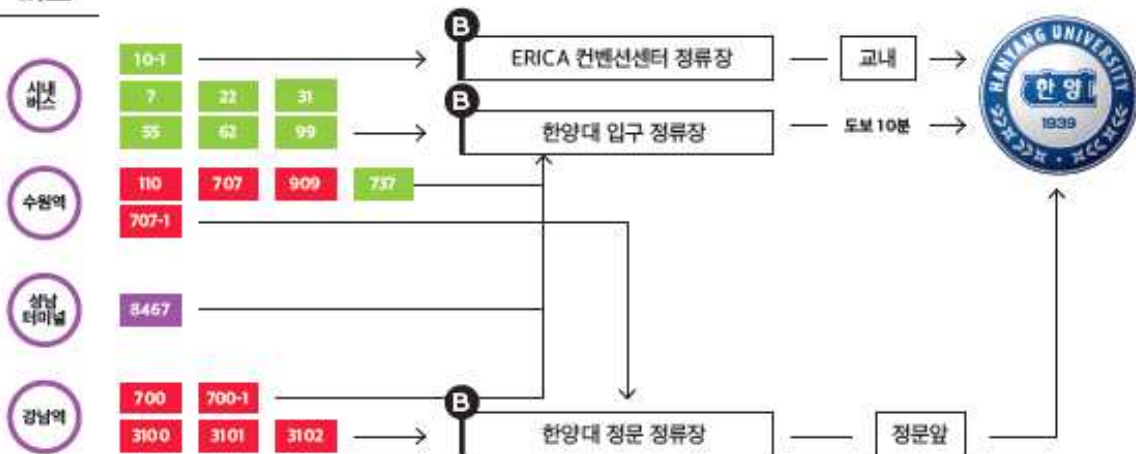 10-1
ERICA 컨벤션센터 정류장
교내
시내
버스
7 22 31
55 62 99
한양대 입구 정류장
도보 10분
HANYANG UNIVERSITY
한양
1939
수원역
110 707 909 737
707-1
성남
터미널
8467
강남역
700 700-1
3100 3101 3102
한양대 정문 정류장
정문앞
B
B
B